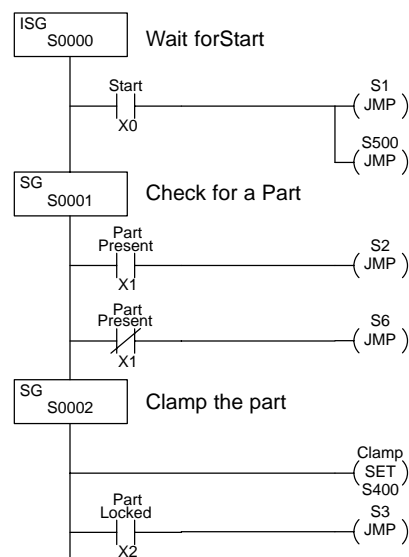 ISG
S0000
Wait forStart
Start
X0
S1
JMP
S500
JMP
SG
S0001
Check for a Part
Part
Present
X1
S2
JMP
Part
Present
X1
S6
JMP
SG
S0002
Clamp the part
Clamp
SET
S400
Part
Locked
X2
S3
JMP